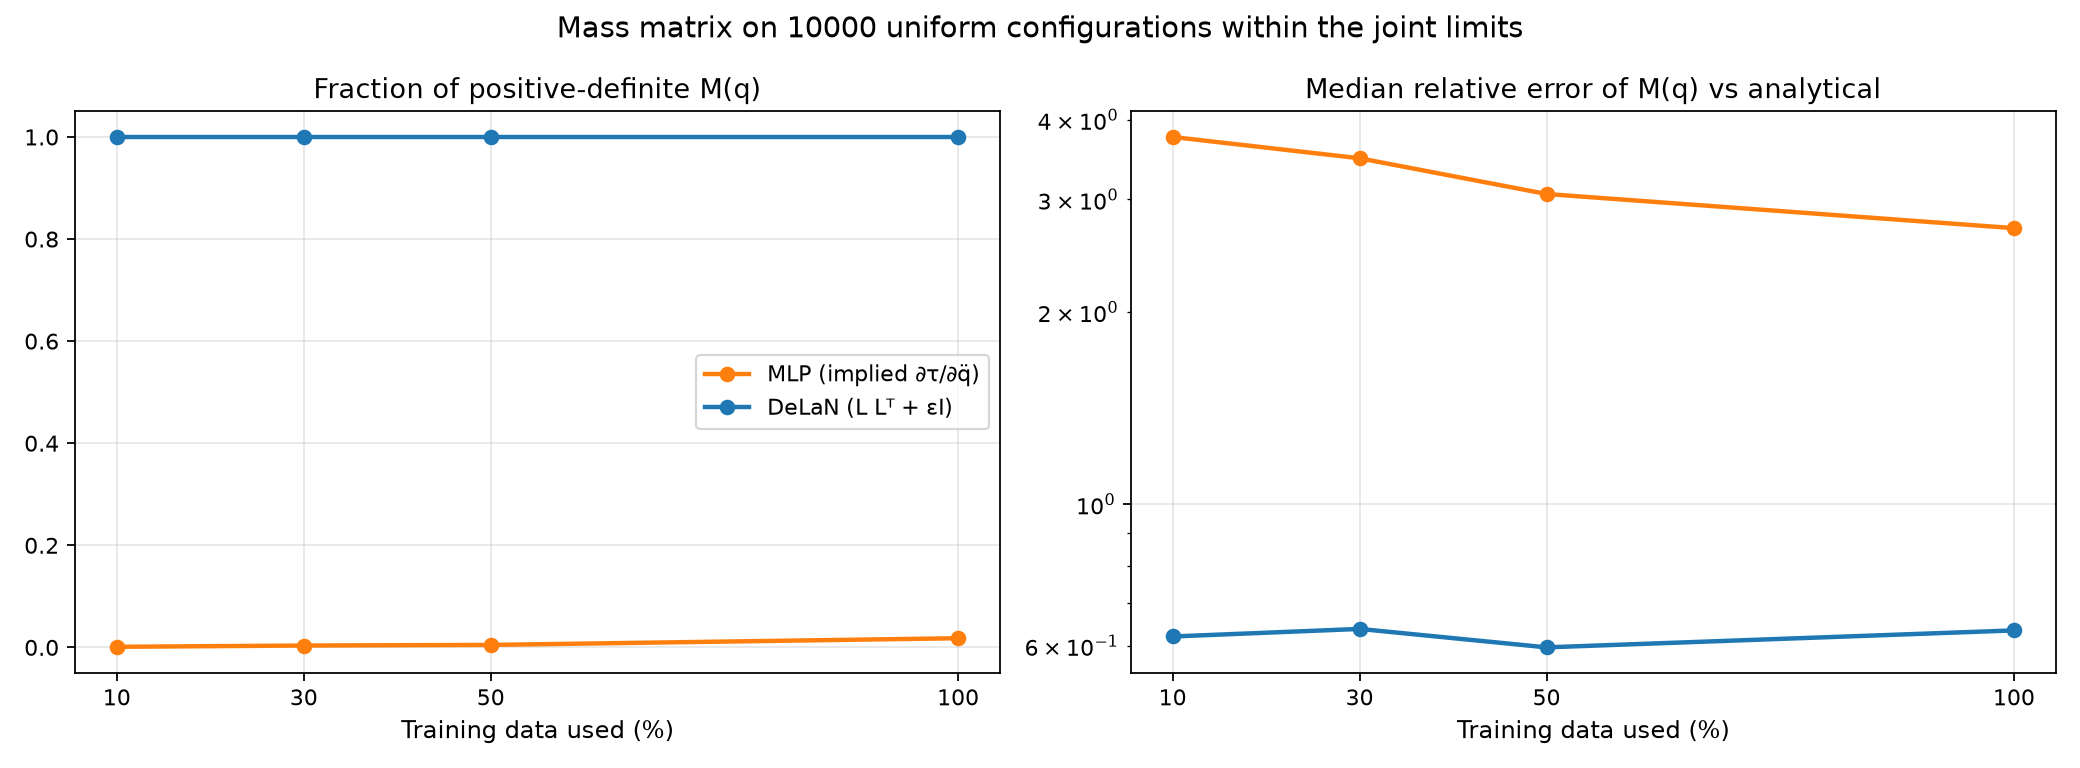 Mass matrix on 10000 uniform configurations within the joint limits
Fraction of positive-definite M(q)
1.0
0.8
0.6
0.4
0.2
0.0
MLP (implied ∂τ/∂q̈)
DeLaN (L Lᵀ + εI)
10
30
50
100
Training data used (%)
Median relative error of M(q) vs analytical
4 × 10⁰
3 × 10⁰
2 × 10⁰
10⁰
6 × 10⁻¹
10
30
50
100
Training data used (%)